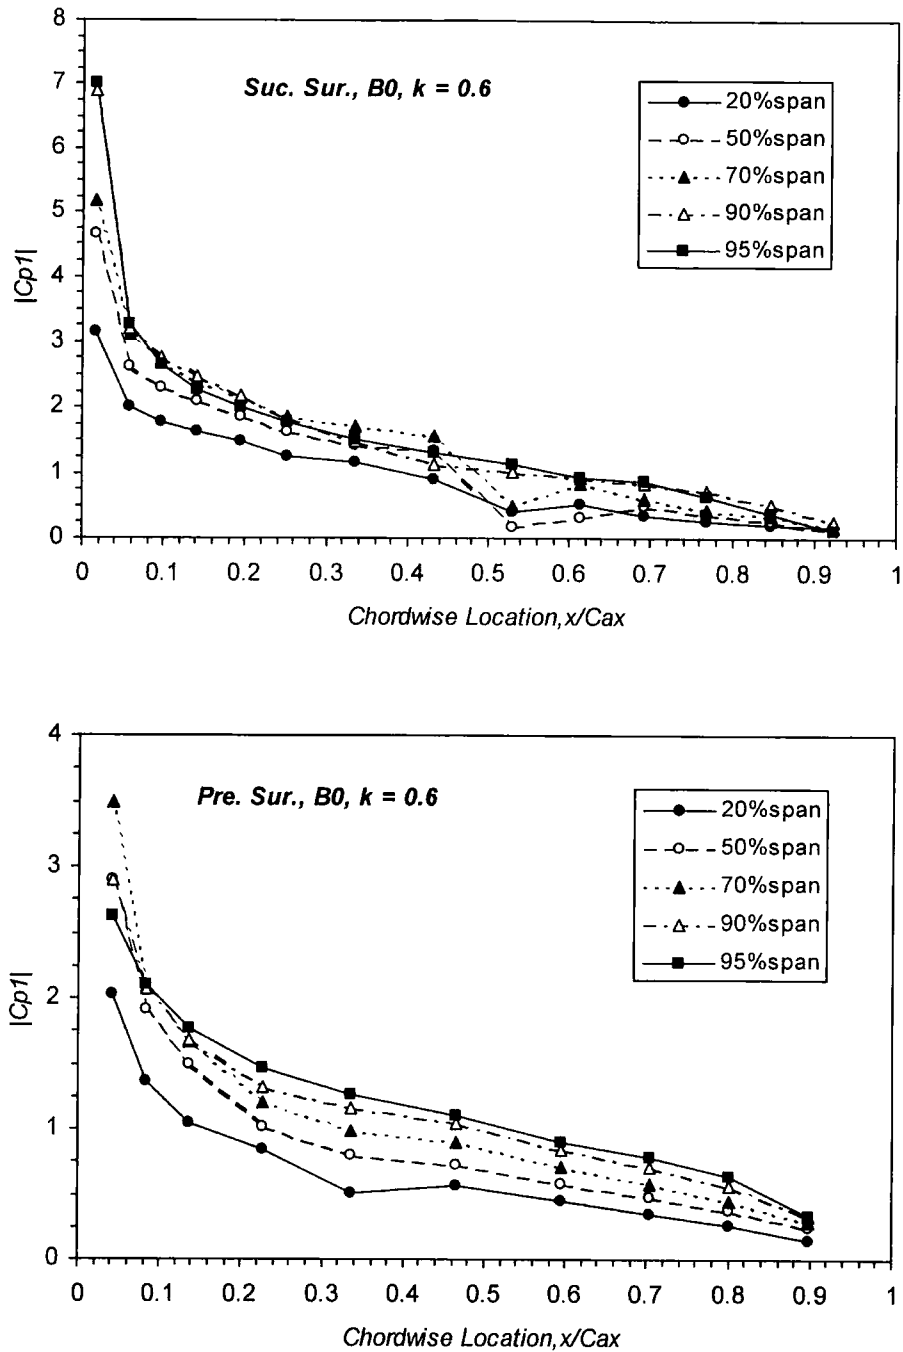 8
7
6
5
4
3
2
1
0
|Cp1|
Suc. Sur., B0, k = 0.6
20%span
50%span
70%span
90%span
95%span
0 0.1 0.2 0.3 0.4 0.5 0.6 0.7 0.8 0.9 1
Chordwise Location,x/Cax
4
3
2
1
0
|Cp1|
Pre. Sur., B0, k = 0.6
20%span
50%span
70%span
90%span
95%span
0 0.1 0.2 0.3 0.4 0.5 0.6 0.7 0.8 0.9 1
Chordwise Location,x/Cax